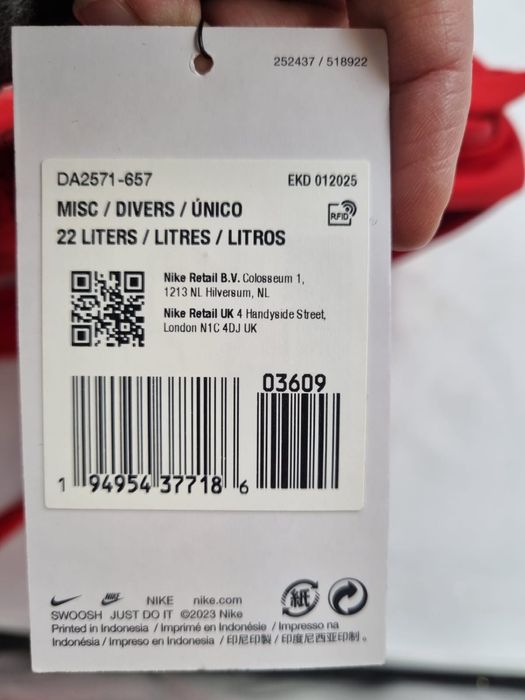 252437 / 518922
DA2571-657
EKD 012025
MISC / DIVERS / ÚNICO
RFID
22 LITERS / LITRES / LITROS
Nike Retail B.V. Colosseum 1,
1213 NL Hilversum, NL
Nike Retail UK 4 Handyside Street,
London N1C 4DJ UK
03609
1 94954 37718 6
NIKE
NIKE nike.com
紙
SWOOSH JUST DO IT ©2023 Nike
Printed in Indonesia / Imprimé en Indonésie / Impresso na
Indonésia / Impreso en Indonesia / 印尼印製 / 印度尼西亚印制。